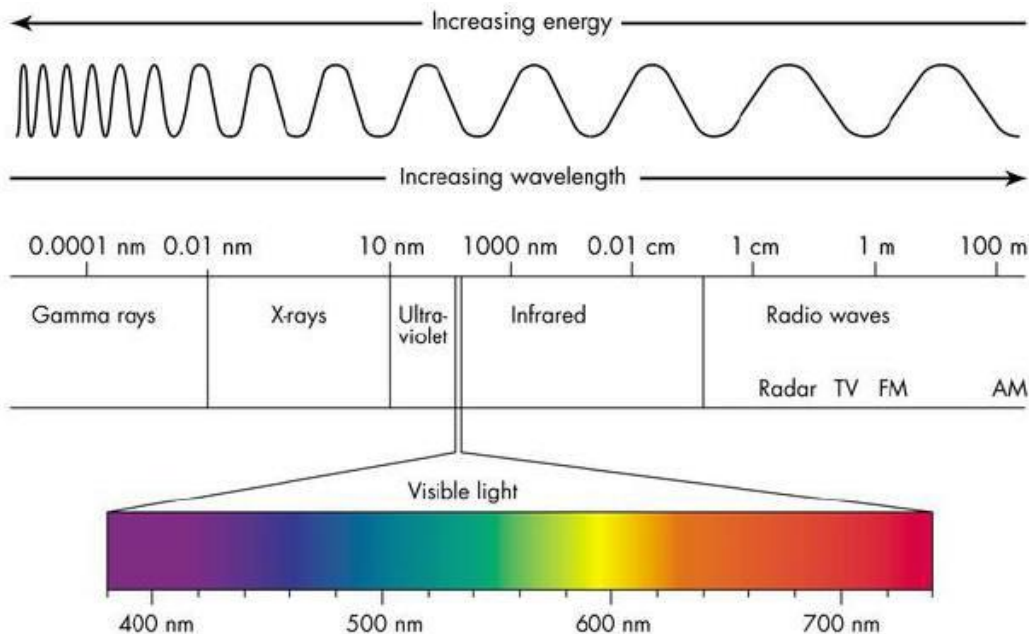 Increasing energy
Increasing wavelength
0.0001 nm 0.01 nm 10 nm 1000 nm 0.01 cm 1 cm 1 m 100 m
Gamma rays X-rays Ultra- Infrared Radio waves
violet
Radar TV FM AM
Visible light
400 nm 500 nm 600 nm 700 nm